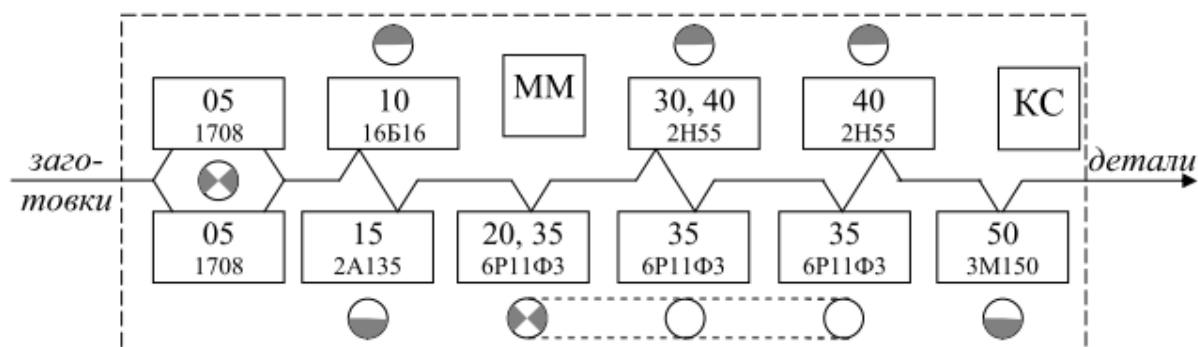 05
1708
10
16Б16
ММ
30, 40
2Н55
40
2Н55
КС
заго-
товки
детали
05
1708
15
2А135
20, 35
6Р11Ф3
35
6Р11Ф3
35
6Р11Ф3
50
3М150